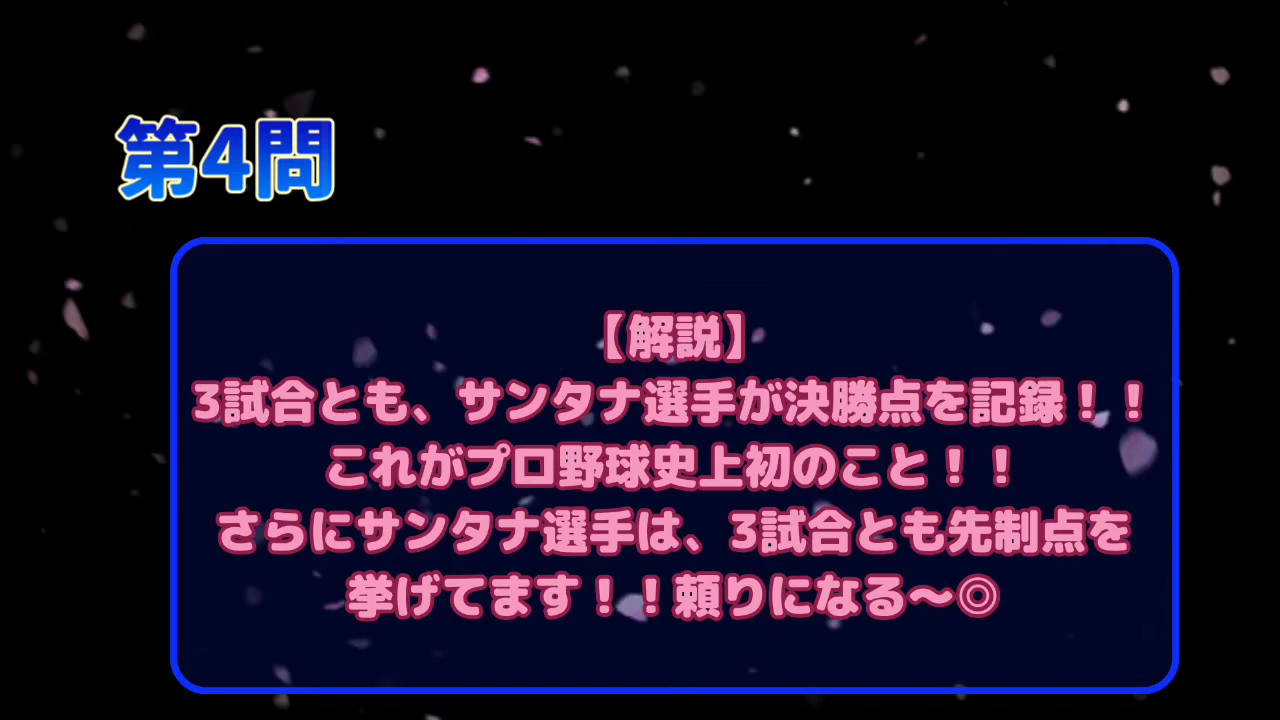 第4問
【解説】
3試合とも、サンタナ選手が決勝点を記録！！
これがプロ野球史上初のこと！！
さらにサンタナ選手は、3試合とも先制点を
挙げてます！！頼りになる〜◎